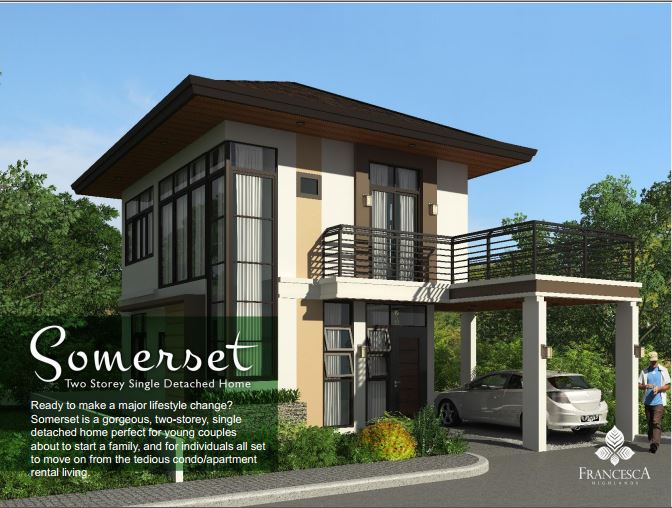 Somerset
Two Storey Single Detached Home
Ready to make a major lifestyle change?
Somerset is a gorgeous, two-storey, single
detached home perfect for young couples
about to start a family, and for individuals all set
to move on from the tedious condo/apartment
rental living.
FRANCESCA
HIGHLANDS